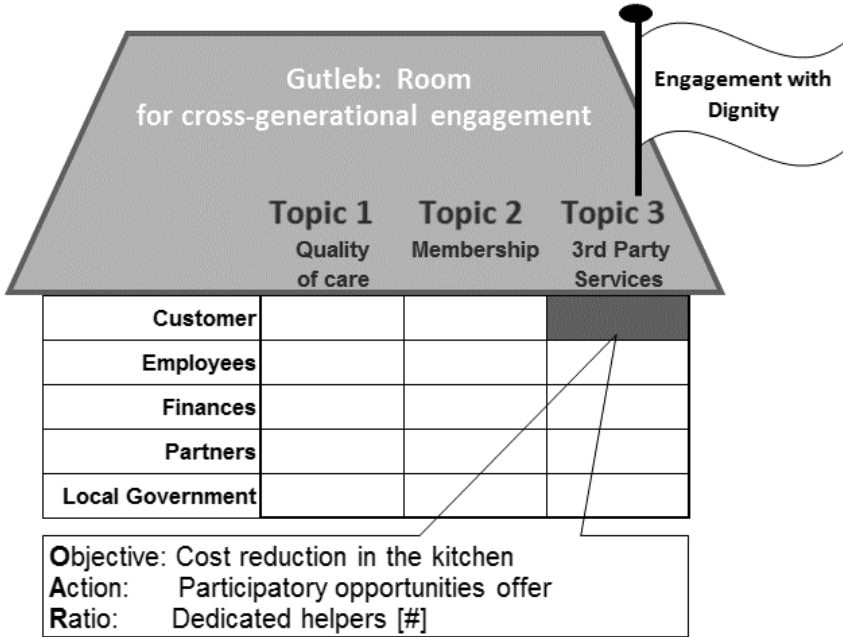 Gutleb: Room
for cross-generational engagement
Engagement with
Dignity
Topic 1 Topic 2 Topic 3
Quality Membership 3rd Party
of care Services
Customer
Employees
Finances
Partners
Local Government
Objective: Cost reduction in the kitchen
Action: Participatory opportunities offer
Ratio: Dedicated helpers [#]